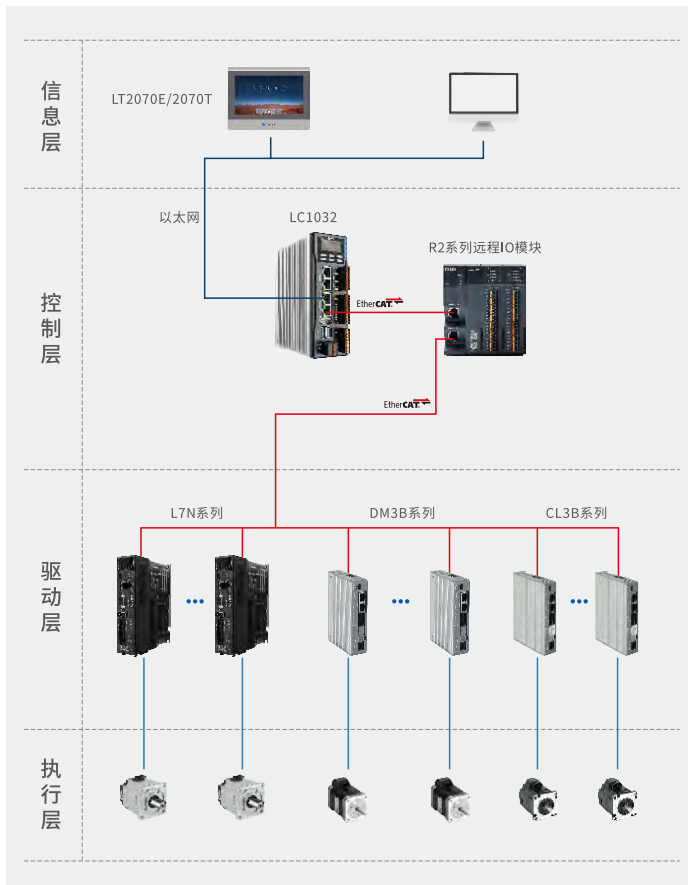 信息层
LT2070E/2070T
控制层
以太网
LC1032
R2系列远程IO模块
EtherCAT
EtherCAT
驱动层
L7N系列
DM3B系列
CL3B系列
执行层